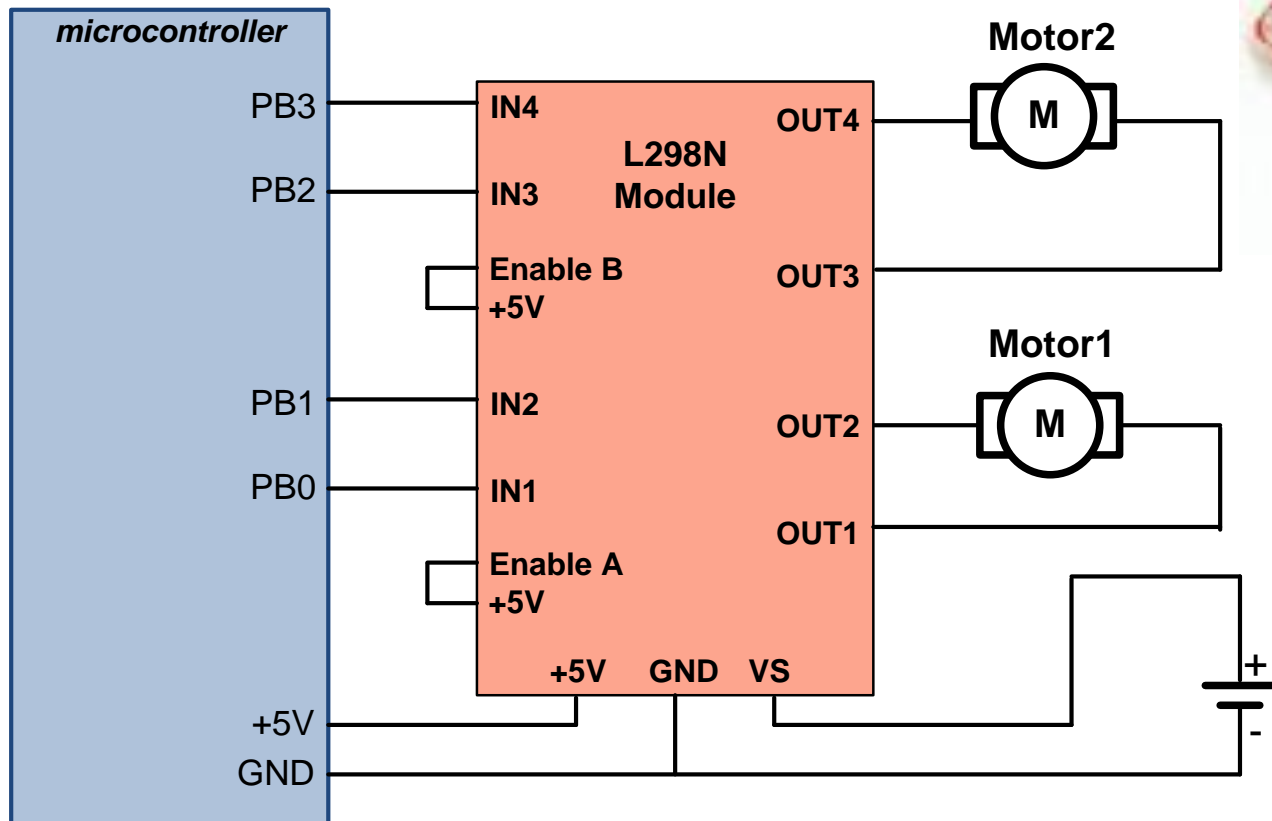 microcontroller
PB3
PB2
PB1
PB0
+5V
GND
IN4
IN3
Enable B
+5V
IN2
IN1
Enable A
+5V
L298N
Module
OUT4
OUT3
OUT2
OUT1
+5V GND VS
Motor2
M
Motor1
M
+
-